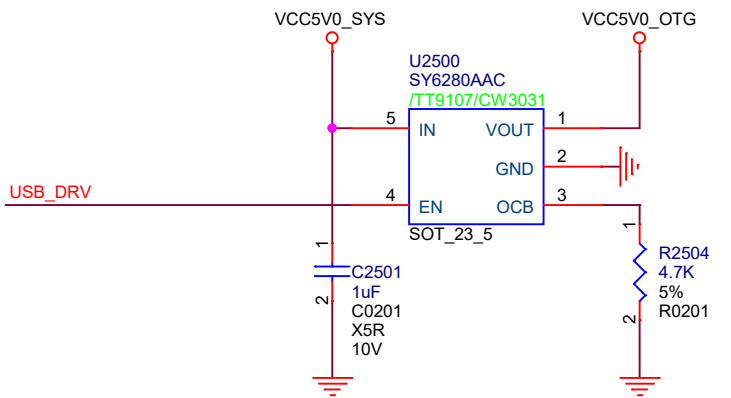 VCC5V0_SYS
VCC5V0_OTG
U2500
SY6280AAC
/TT9107/CW3031
5
IN
VOUT
1
GND
2
USB_DRV
4
EN
OCB
3
SOT_23_5
1
C2501
1uF
C0201
X5R
10V
2
1
R2504
4.7K
5%
R0201
2